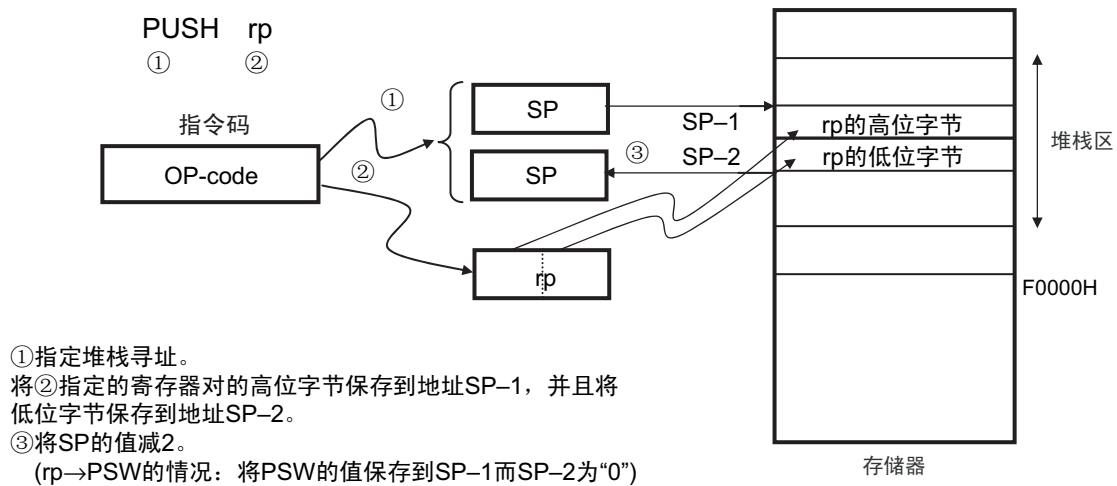 PUSH rp
① ②
指令码
OP-code
①
②
SP
SP
③
rp
SP–1
SP–2
rp的高位字节
rp的低位字节
堆栈区
F0000H
存储器
①指定堆栈寻址。
将②指定的寄存器对的高位字节保存到地址SP–1，并且将
低位字节保存到地址SP–2。
③将SP的值减2。
(rp→PSW的情况：将PSW的值保存到SP–1而SP–2为“0”)